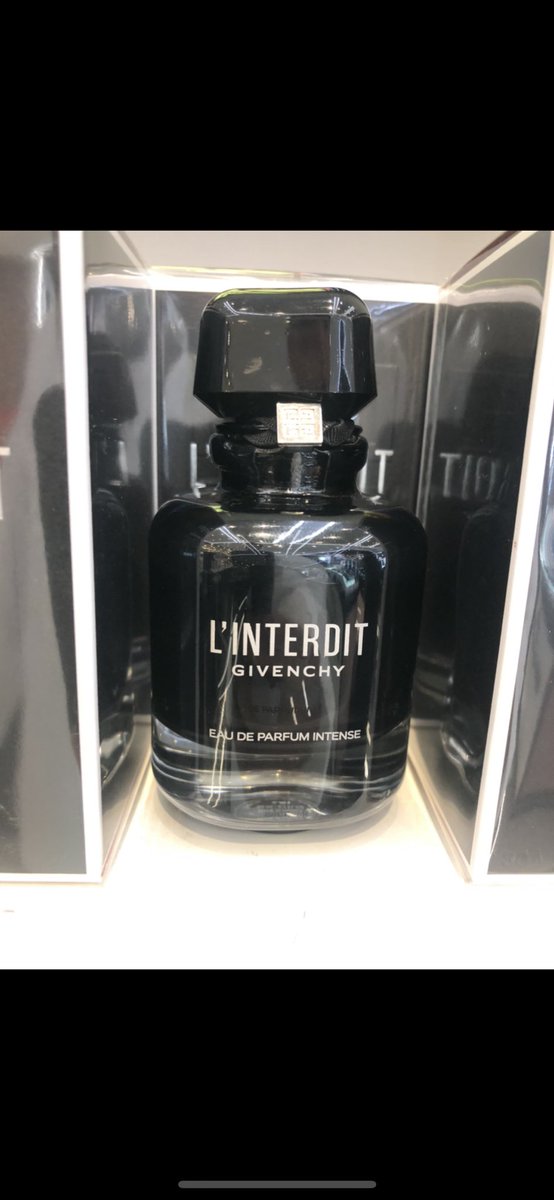 L'INTERDIT
GIVENCHY
EAU DE PARFUM INTENSE